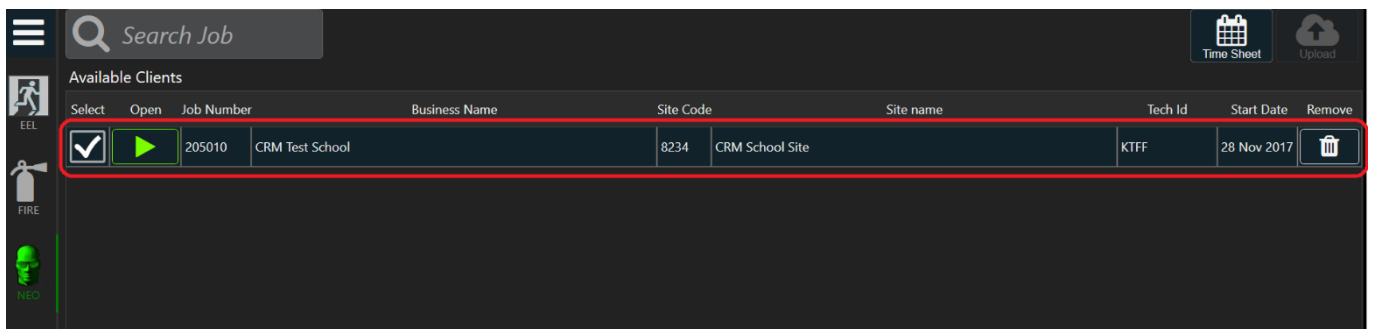 Search Job
Time Sheet
Upload
Available Clients
Select Open Job Number Business Name Site Code Site name Tech Id Start Date Remove
205010 CRM Test School 8234 CRM School Site KTFF 28 Nov 2017
EEL
FIRE
NEO